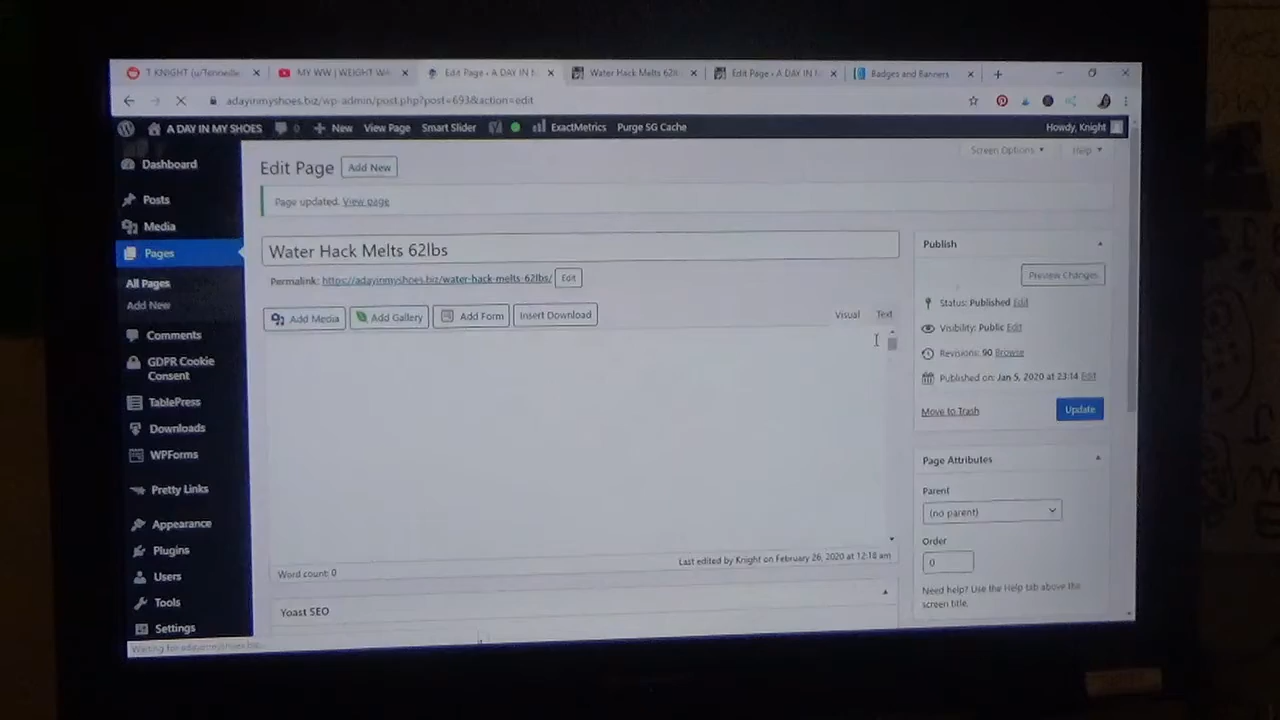 T KNIGHT (u/Tenneille
MY WW | WEIGHT WA
Edit Page ‹ A DAY IN M
Water Hack Melts 62lb
Edit Page ‹ A DAY IN M
Badges and Banners
adayinmyshoes.biz/wp-admin/post.php?post=693&action=edit
A DAY IN MY SHOES 0 New View Page Smart Slider ExactMetrics Purge SG Cache Howdy, Knight
Screen Options Help
Dashboard
Posts
Media
Pages
All Pages
Add New
Comments
GDPR Cookie
Consent
TablePress
Downloads
WPForms
Pretty Links
Appearance
Plugins
Users
Tools
Settings
Edit Page Add New
Page updated. View page
Water Hack Melts 62lbs
Permalink: https://adayinmyshoes.biz/water-hack-melts-62lbs/ Edit
Add Media Add Gallery Add Form Insert Download Visual Text
Word count: 0
Last edited by Knight on February 26, 2020 at 12:18 am
Yoast SEO
Publish
Preview Changes
Status: Published Edit
Visibility: Public Edit
Revisions: 90 Browse
Published on: Jan 5, 2020 at 23:14 Edit
Move to Trash Update
Page Attributes
Parent
(no parent)
Order
0
Need help? Use the Help tab above the
screen title.
Waiting for adayinmyshoes.biz...